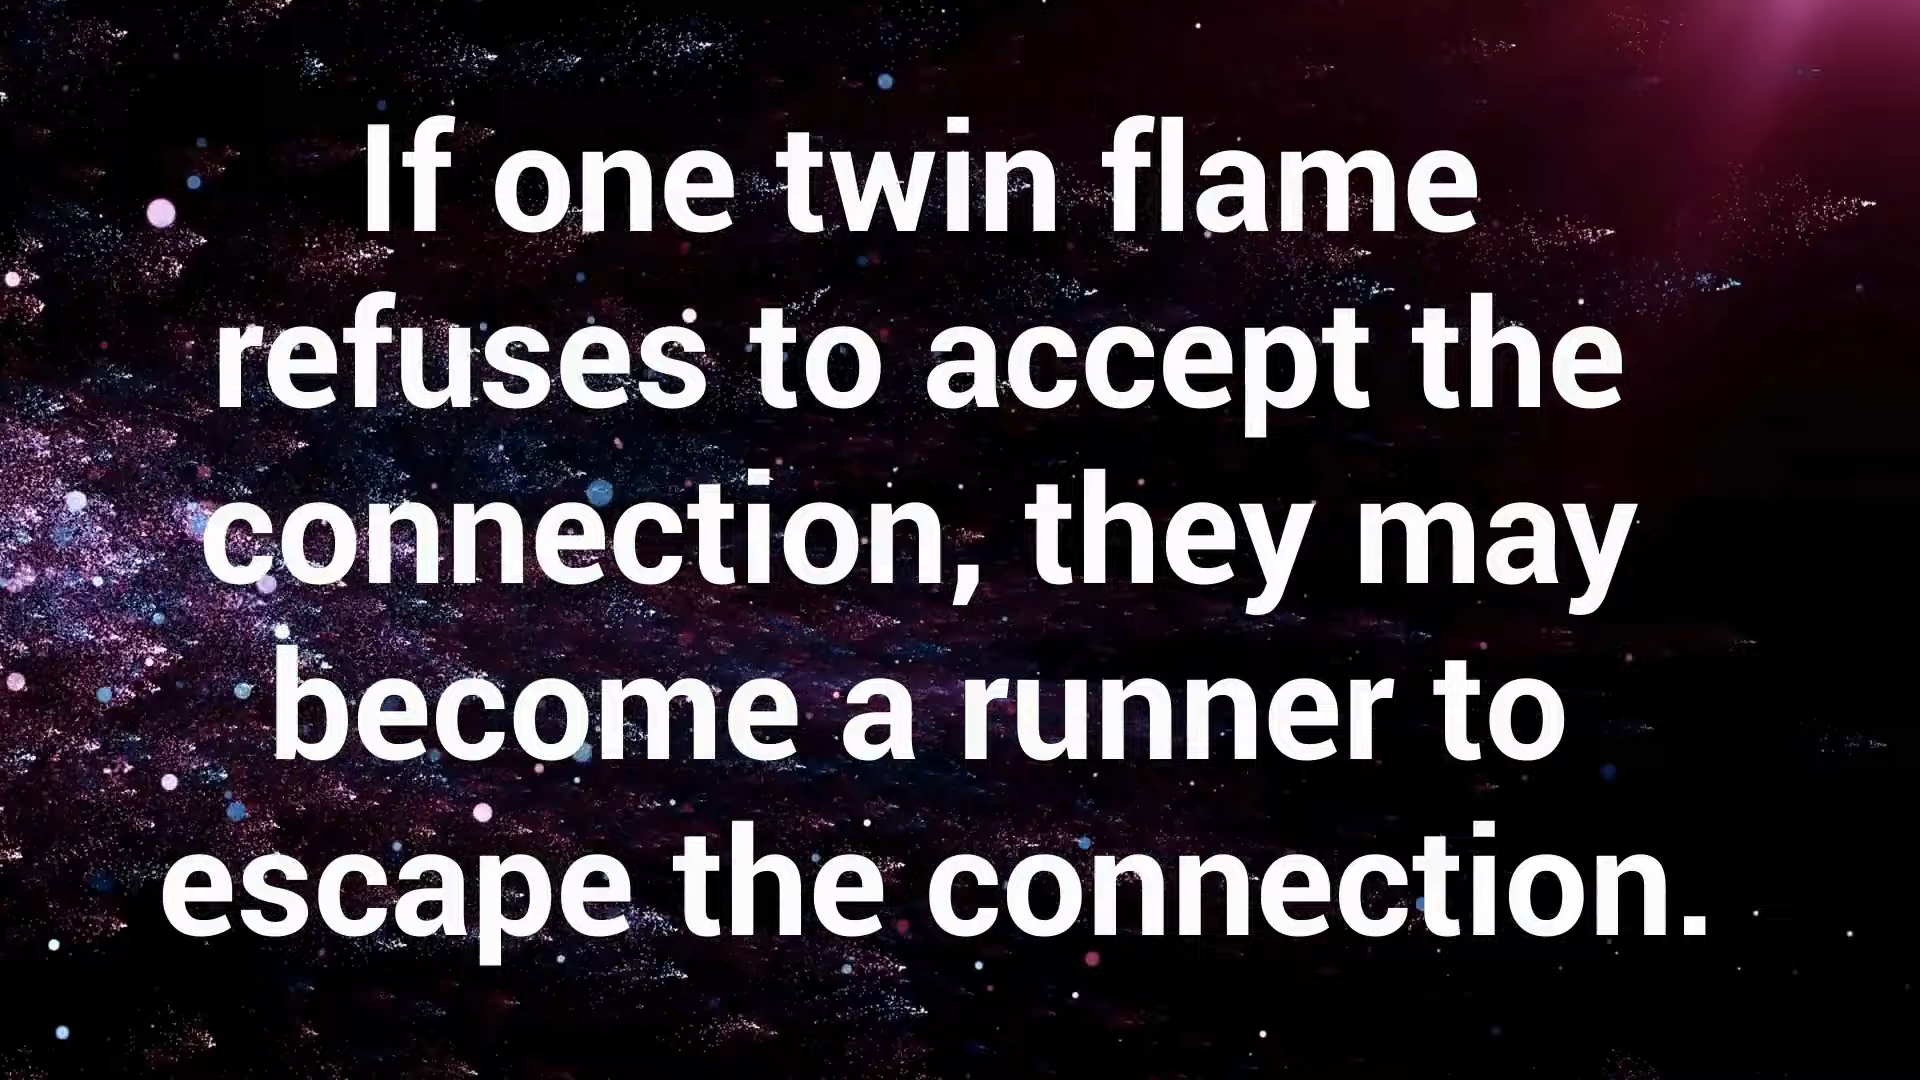 If one twin flame
refuses to accept the
connection, they may
become a runner to
escape the connection.